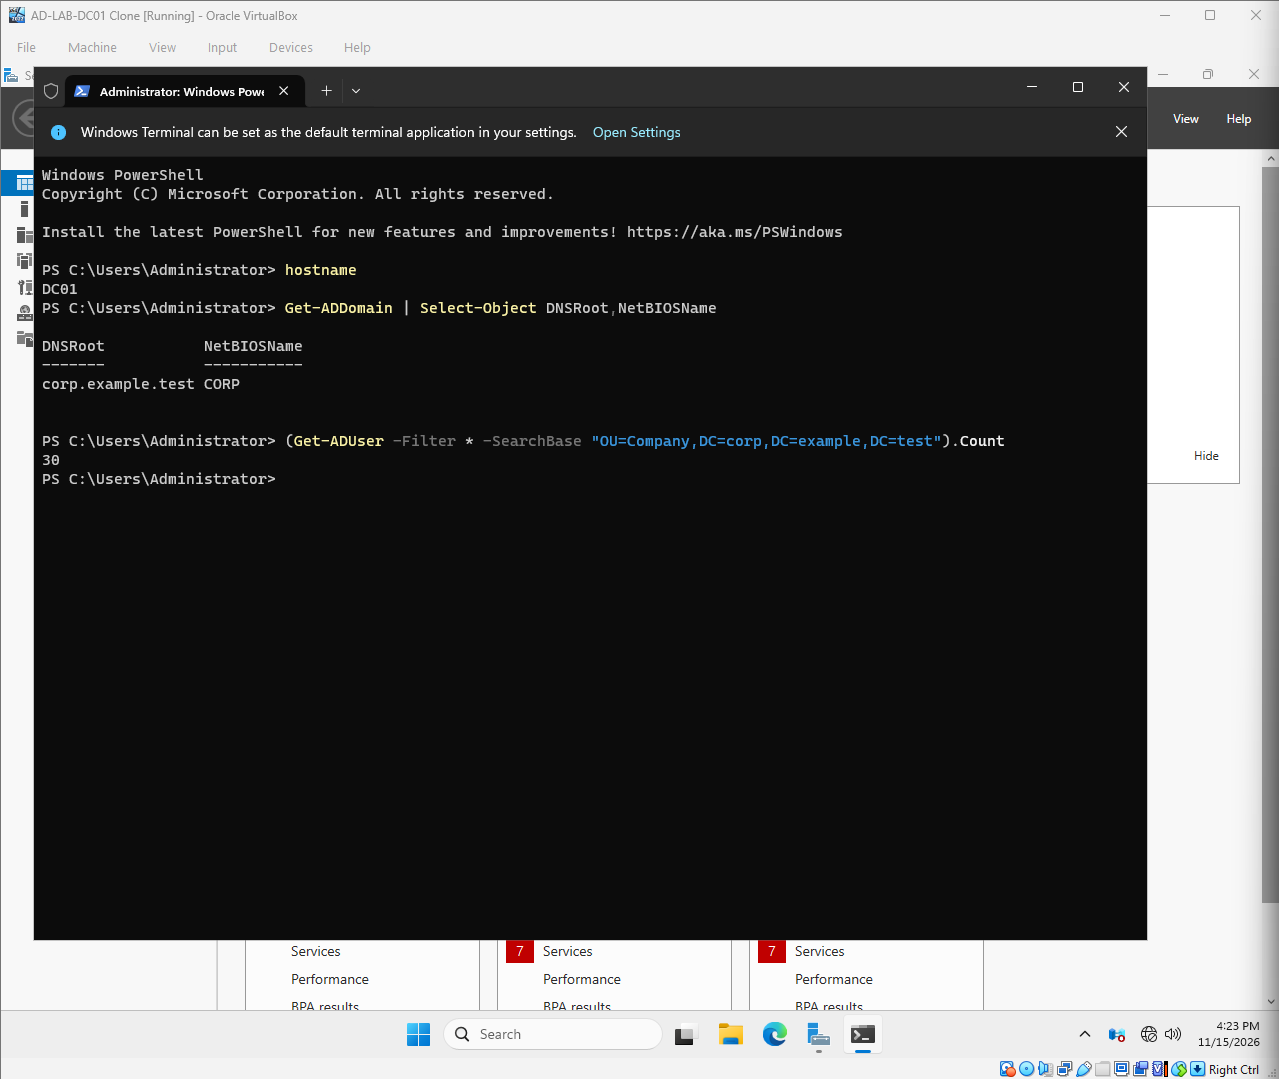 AD-LAB-DC01 Clone [Running] - Oracle VirtualBox
File Machine View Input Devices Help
Administrator: Windows Powe
View Help
Windows Terminal can be set as the default terminal application in your settings. Open Settings
Windows PowerShell
Copyright (C) Microsoft Corporation. All rights reserved.
Install the latest PowerShell for new features and improvements! https://aka.ms/PSWindows
PS C:\Users\Administrator> hostname
DC01
PS C:\Users\Administrator> Get-ADDomain | Select-Object DNSRoot,NetBIOSName
DNSRoot NetBIOSName
------- -----------
corp.example.test CORP
PS C:\Users\Administrator> (Get-ADUser -Filter * -SearchBase "OU=Company,DC=corp,DC=example,DC=test").Count
30
PS C:\Users\Administrator>
Hide
Services 7 Services 7 Services
Performance Performance Performance
BPA results BPA results BPA results
Search
4:23 PM
11/15/2026
Right Ctrl